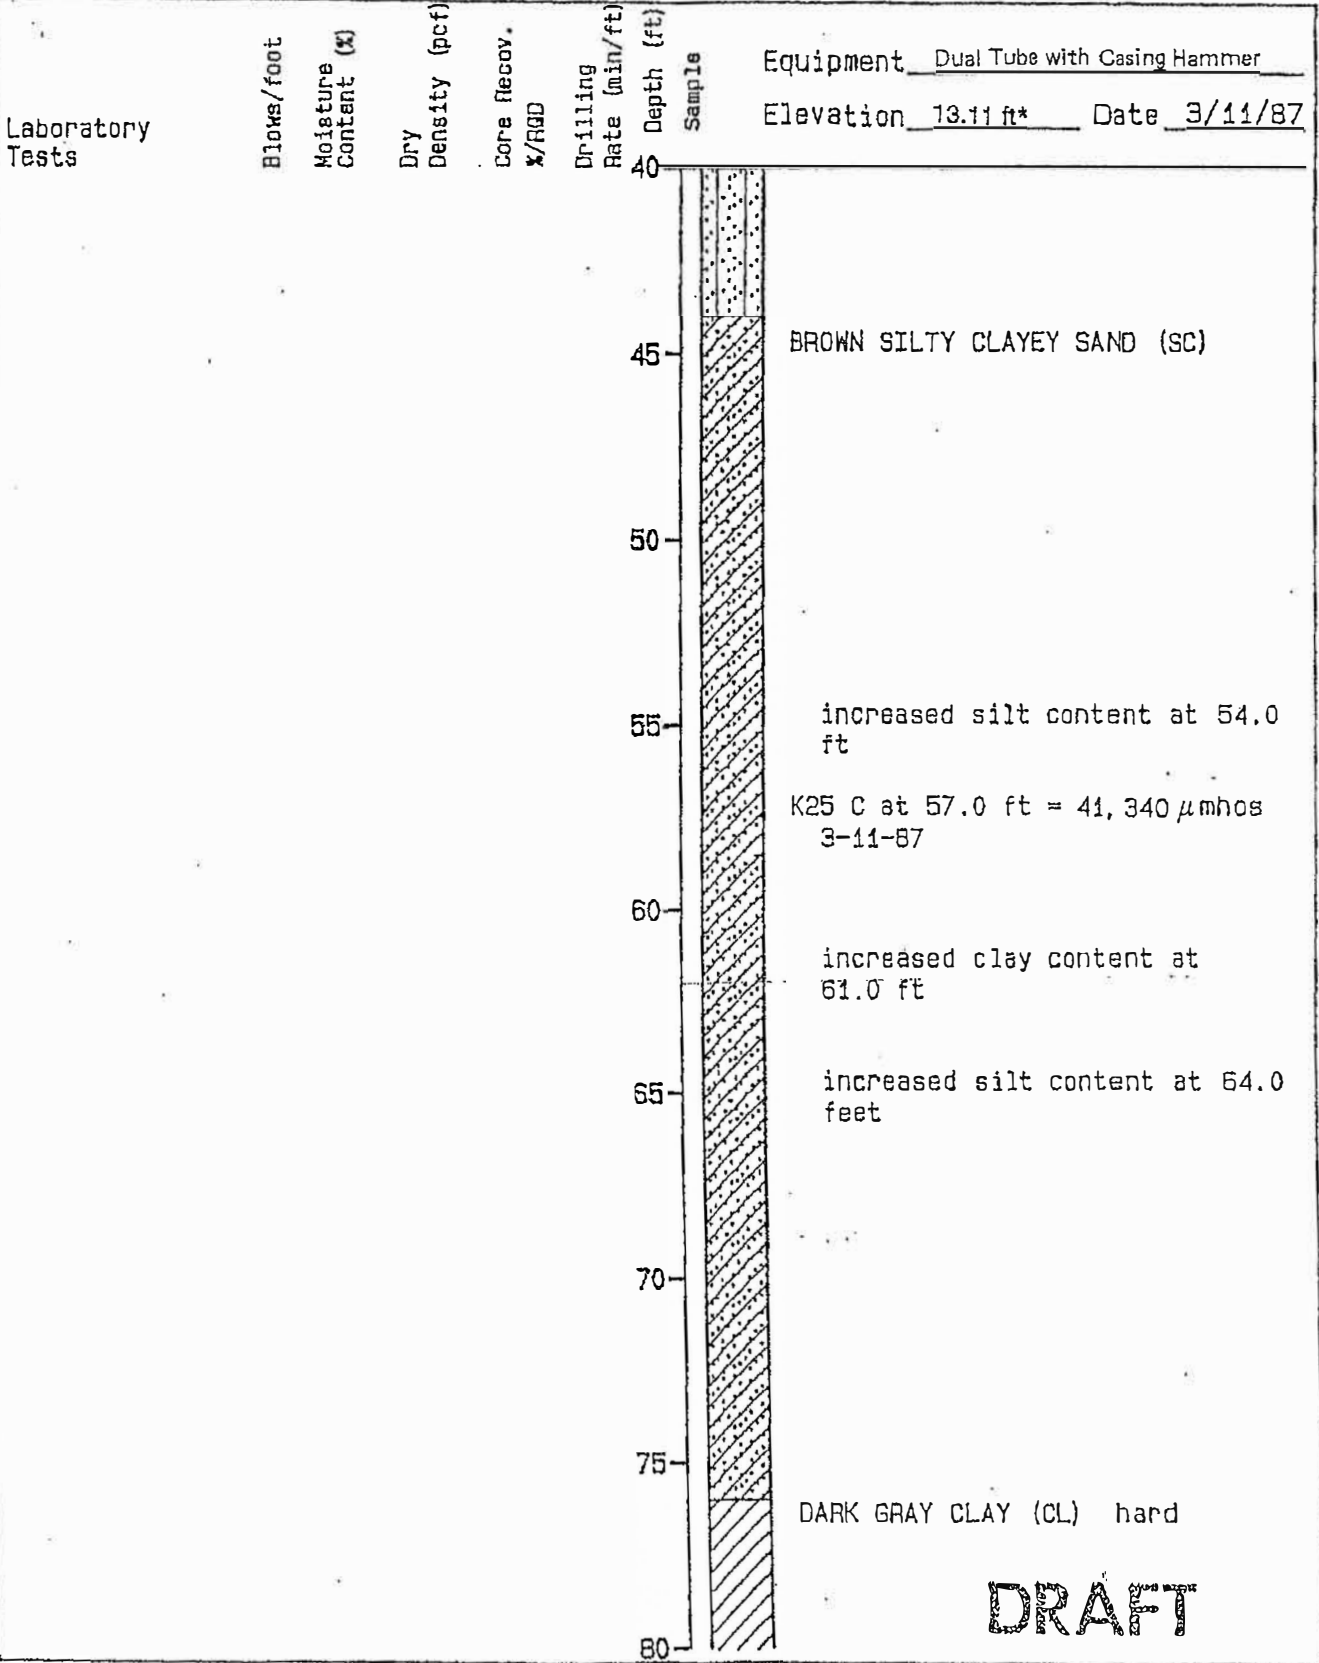 Laboratory
Tests
Blows/foot
Moisture
Content (%)
Dry
Density (pcf)
Core Recov.
%/RQD
Drilling
Rate (min/ft)
Depth (ft)
Sample
Equipment Dual Tube with Casing Hammer
Elevation 13.11 ft* Date 3/11/87
40
45
BROWN SILTY CLAYEY SAND (SC)
50
55
increased silt content at 54.0
ft
K25 C at 57.0 ft = 41,340 μmhos
3-11-87
60
increased clay content at
61.0 ft
65
increased silt content at 64.0
feet
70
75
DARK GRAY CLAY (CL) hard
80
DRAFT